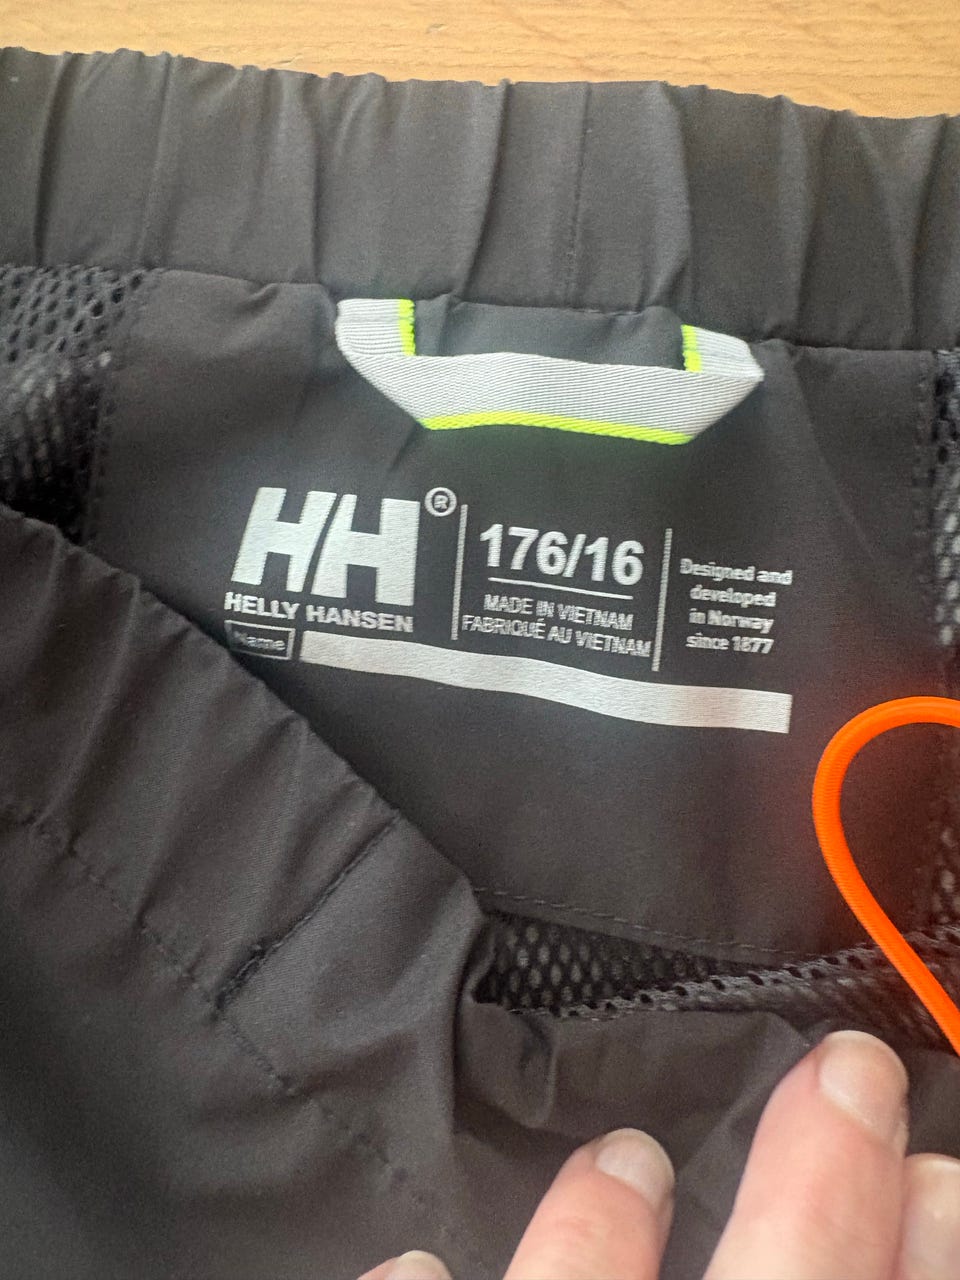 HH®
HELLY HANSEN
Name
176/16
MADE IN VIETNAM
FABRIQUÉ AU VIETNAM
Designed and
developed
in Norway
since 1877